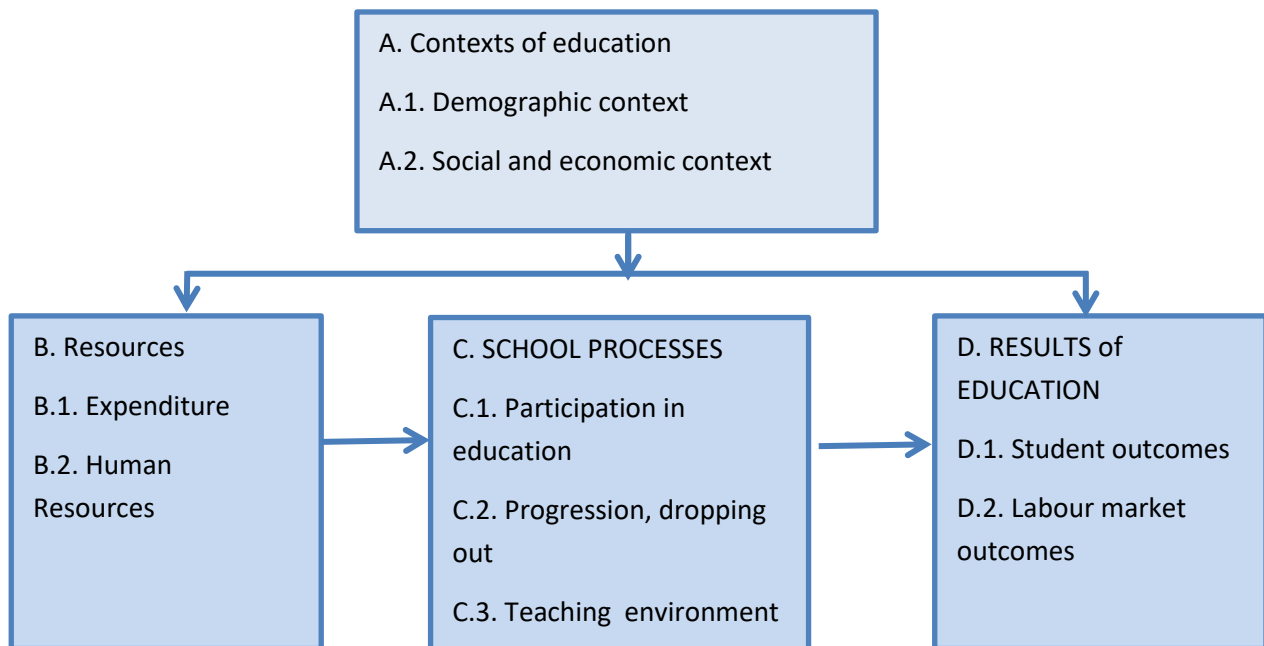 A. Contexts of education
A.1. Demographic context
A.2. Social and economic context
B. Resources
B.1. Expenditure
B.2. Human
Resources
C. SCHOOL PROCESSES
C.1. Participation in
education
C.2. Progression, dropping
out
C.3. Teaching  environment
D. RESULTS of
EDUCATION
D.1. Student outcomes
D.2. Labour market
outcomes